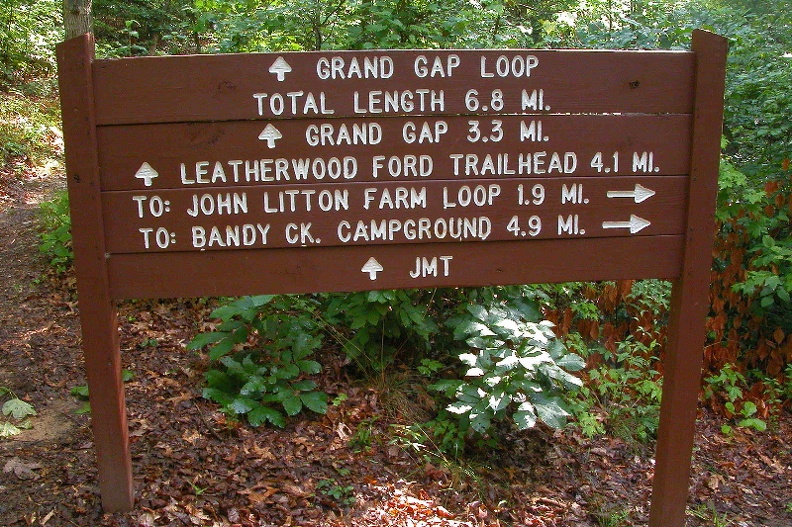 ↑ GRAND GAP LOOP
TOTAL LENGTH 6.8 MI.
↑ GRAND GAP 3.3 MI.
↑ LEATHERWOOD FORD TRAILHEAD 4.1 MI.
TO: JOHN LITTON FARM LOOP 1.9 MI. →
TO: BANDY CK. CAMPGROUND 4.9 MI. →
↑ JMT